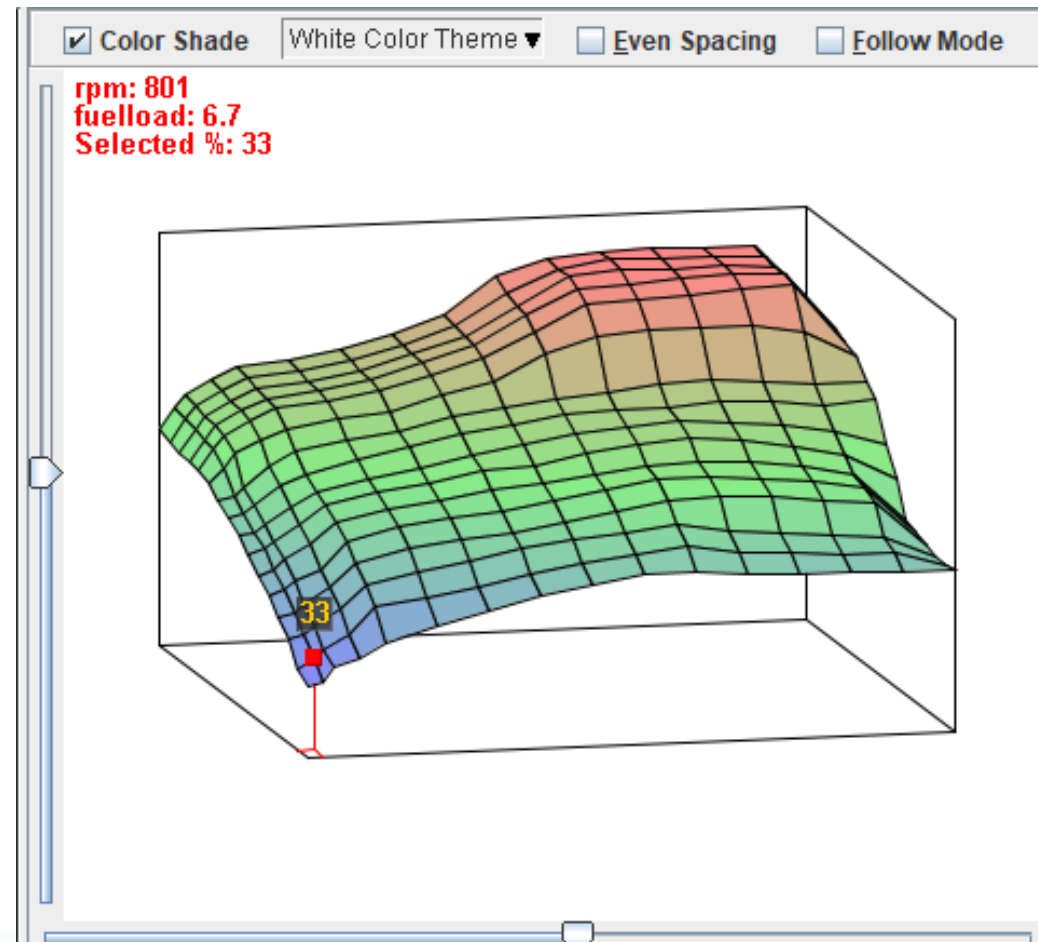 Color Shade White Color Theme Even Spacing Follow Mode
rpm: 801
fuelload: 6.7
Selected %: 33
33